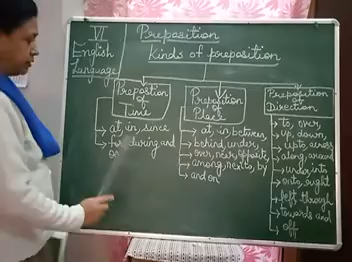 VI
English
Language
Preposition
Kinds of preposition
Preposition
of
Time
at, in, since
for, during and
Preposition
of
Place
at, in, between
behind, under,
over, near, opposite
among, next to, by
and on
Preposition
of
Direction
to, over,
up, down,
upto, across
along, around
into
onto, right
left through
towards and
off